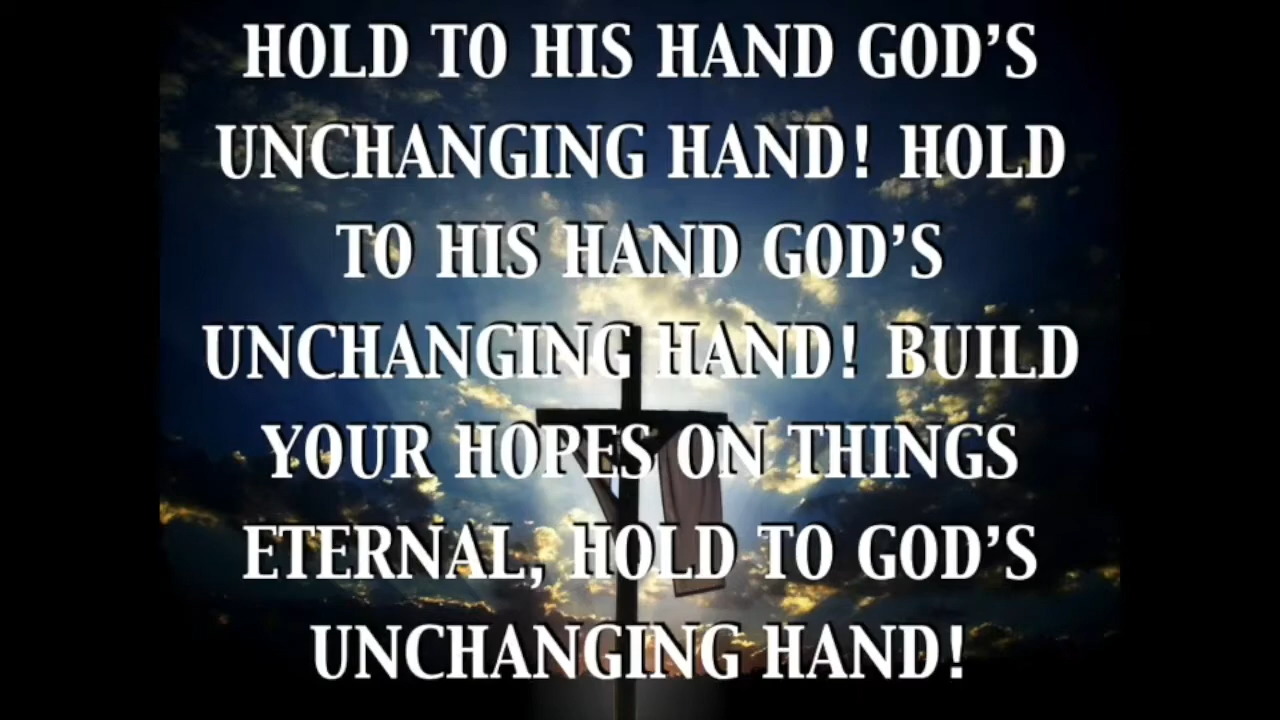 HOLD TO HIS HAND GOD’S
UNCHANGING HAND! HOLD
TO HIS HAND GOD’S
UNCHANGING HAND! BUILD
YOUR HOPES ON THINGS
ETERNAL, HOLD TO GOD’S
UNCHANGING HAND!